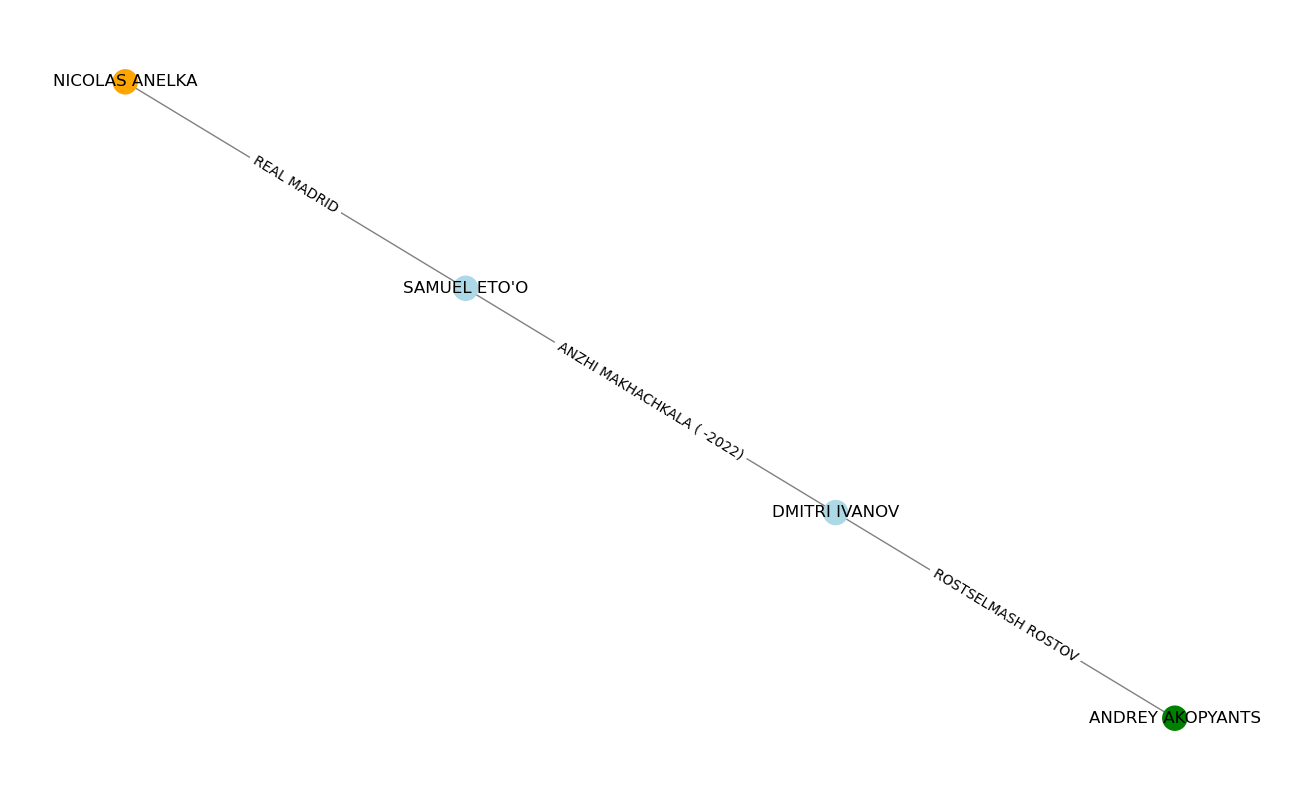 NICOLAS ANELKA
REAL MADRID
SAMUEL ETO'O
ANZHI MAKHACHKALA ( -2022)
DMITRI IVANOV
ROSTSELMASH ROSTOV
ANDREY AKOPYANTS